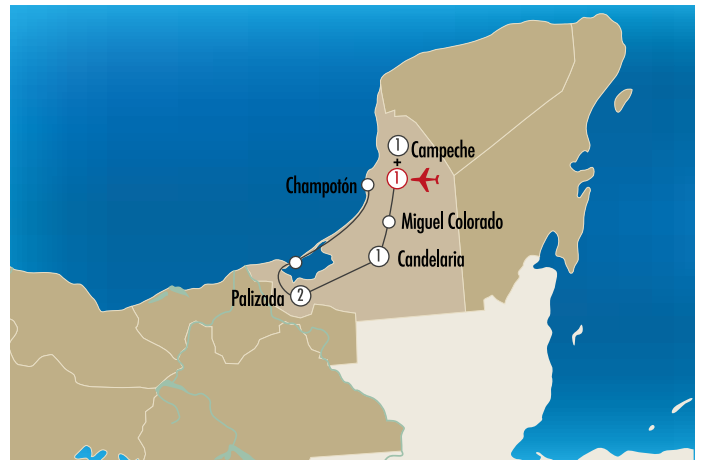 1
Campeche
+
1
Champotón
Miguel Colorado
1
Candelaria
Palizada
2